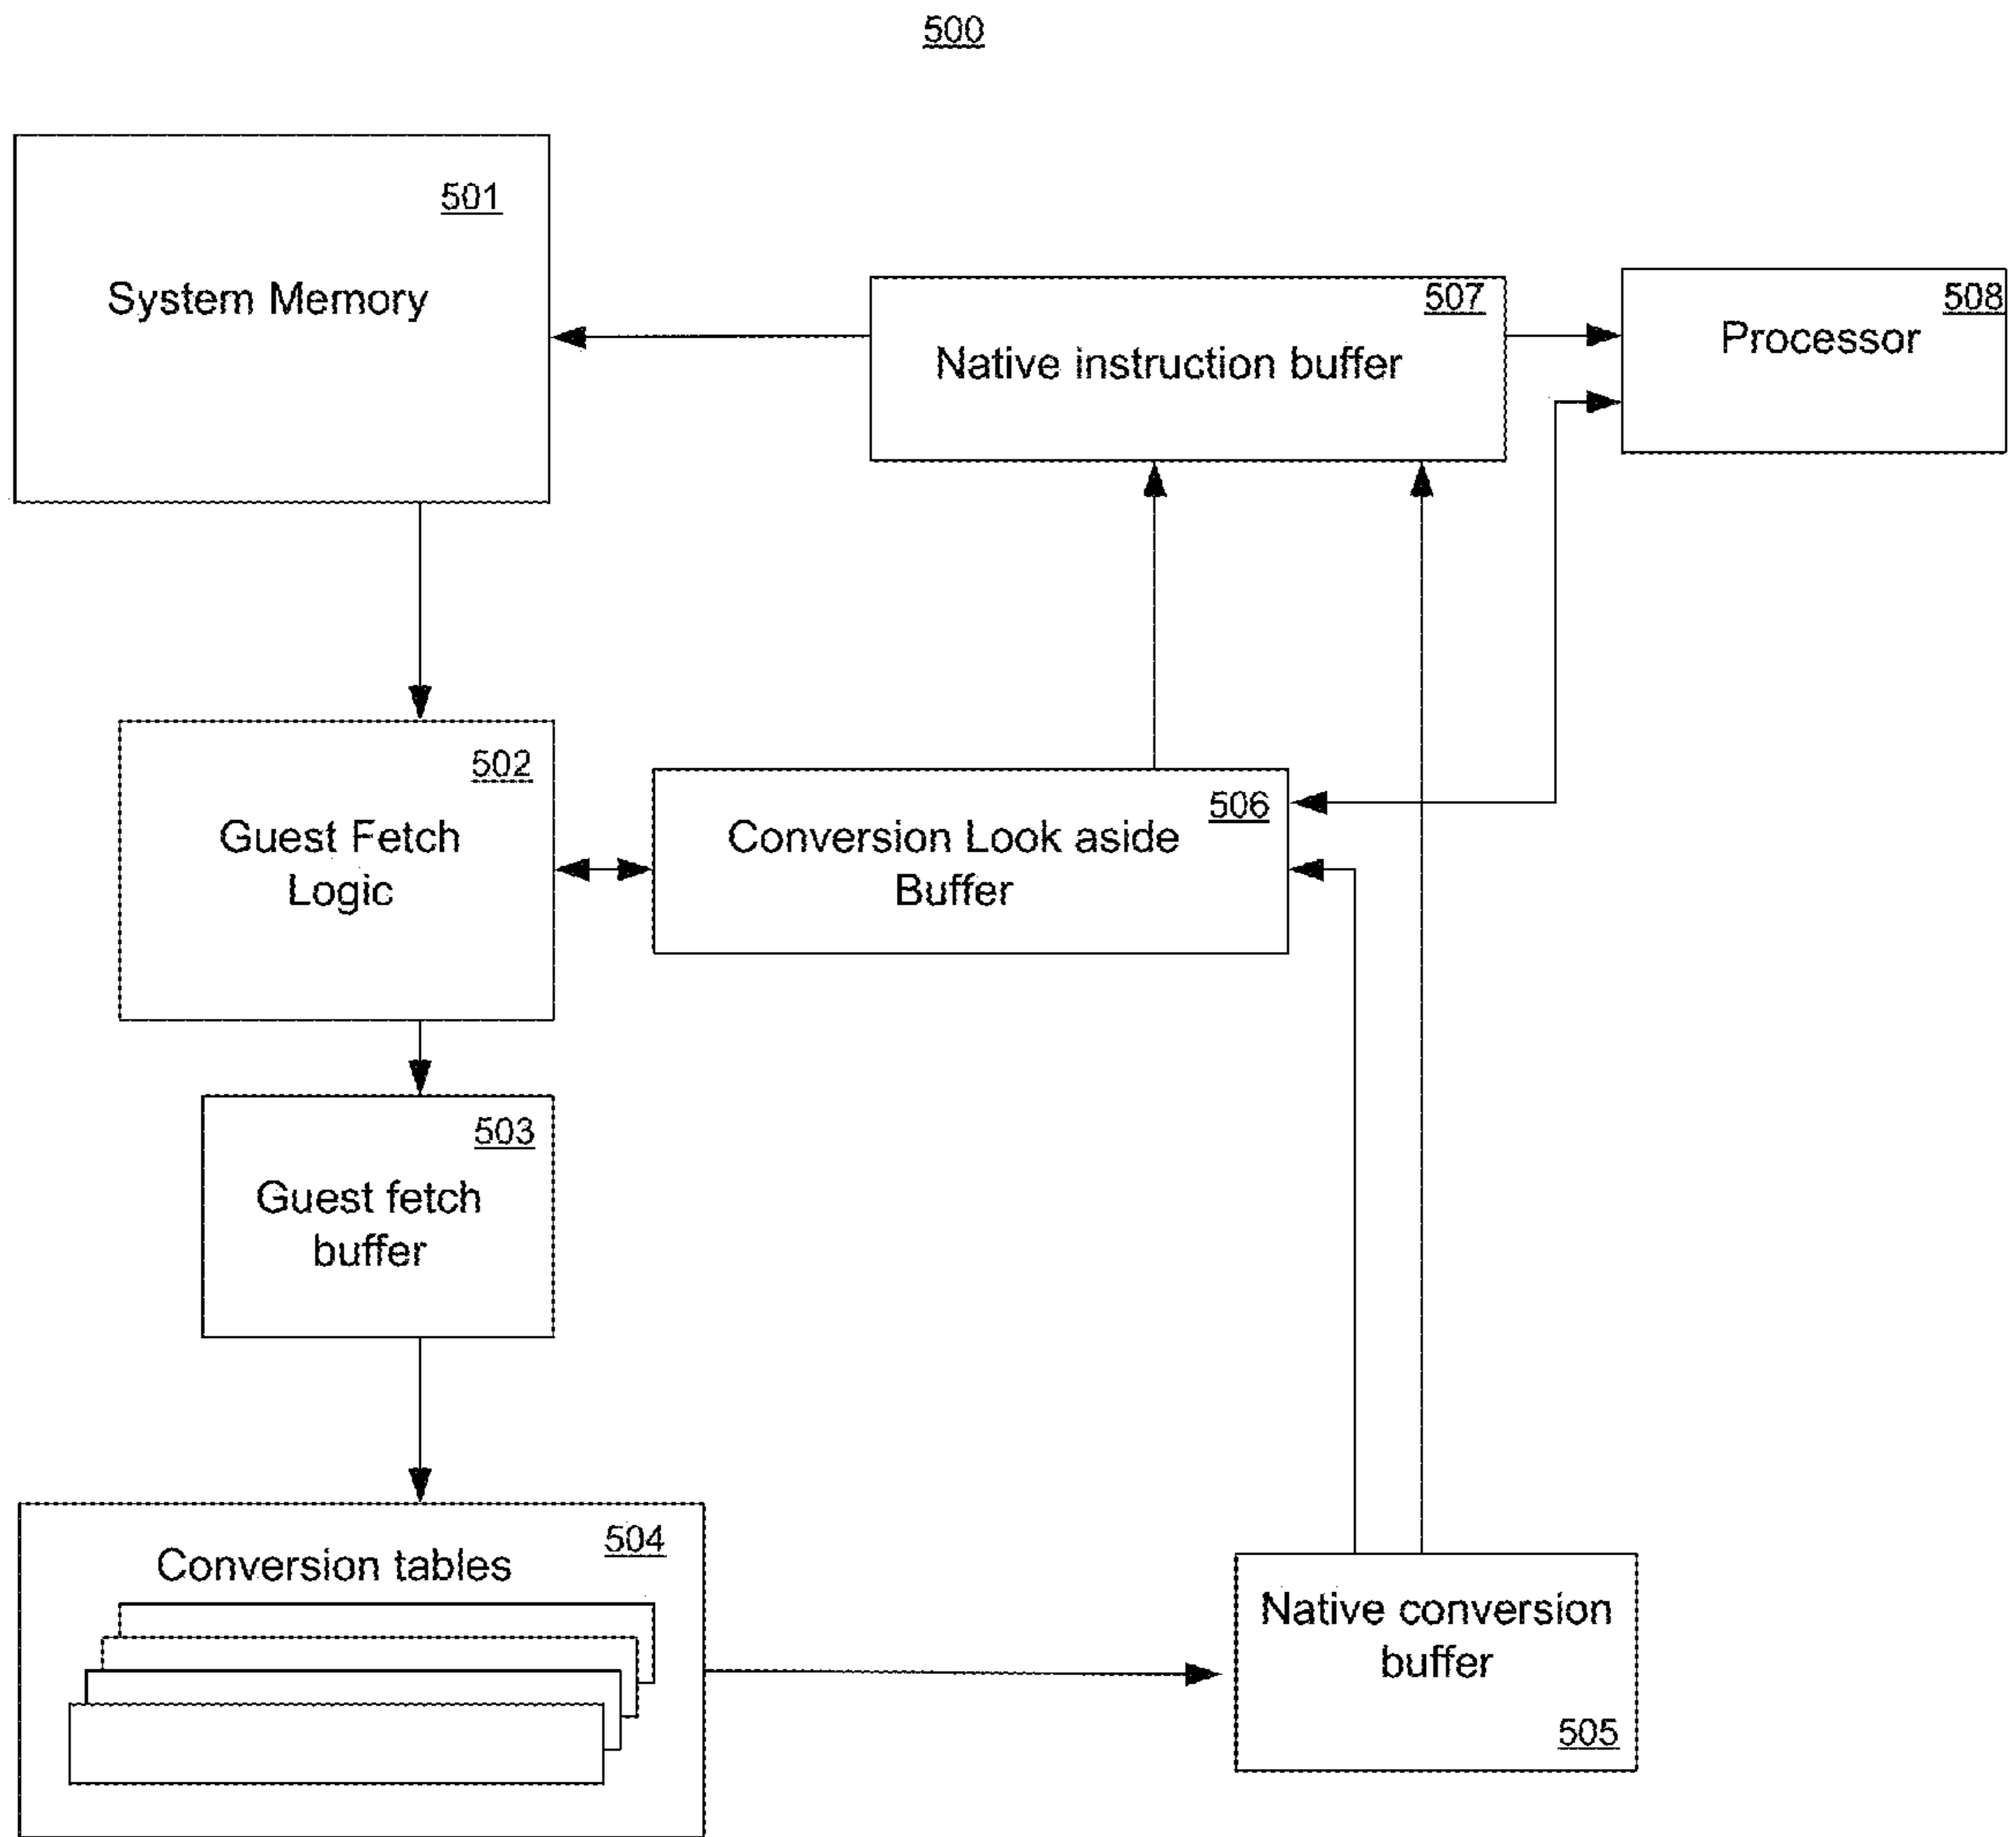 500
501
System Memory
507
Native instruction buffer
508
Processor
502
Guest Fetch
Logic
506
Conversion Look aside
Buffer
503
Guest fetch
buffer
504
Conversion tables
Native conversion
buffer
505